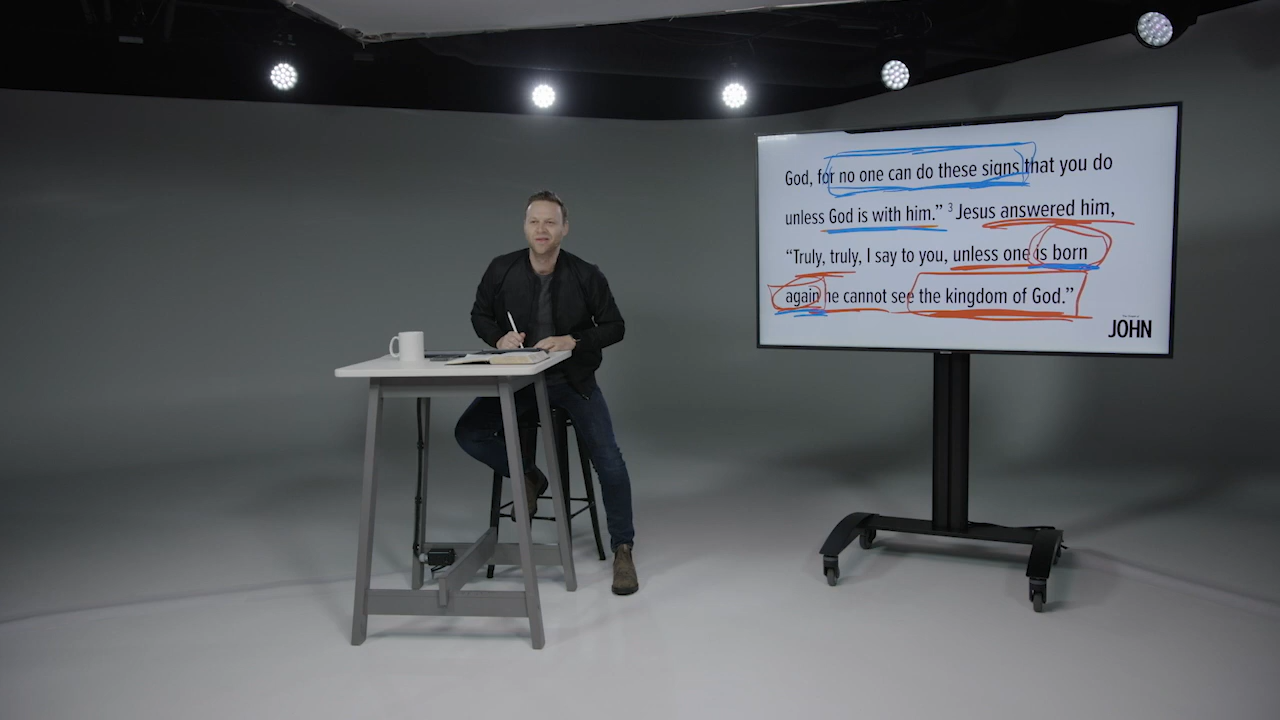 God, for no one can do these signs that you do
unless God is with him.” 3 Jesus answered him,
“Truly, truly, I say to you, unless one is born
again he cannot see the kingdom of God.”
JOHN